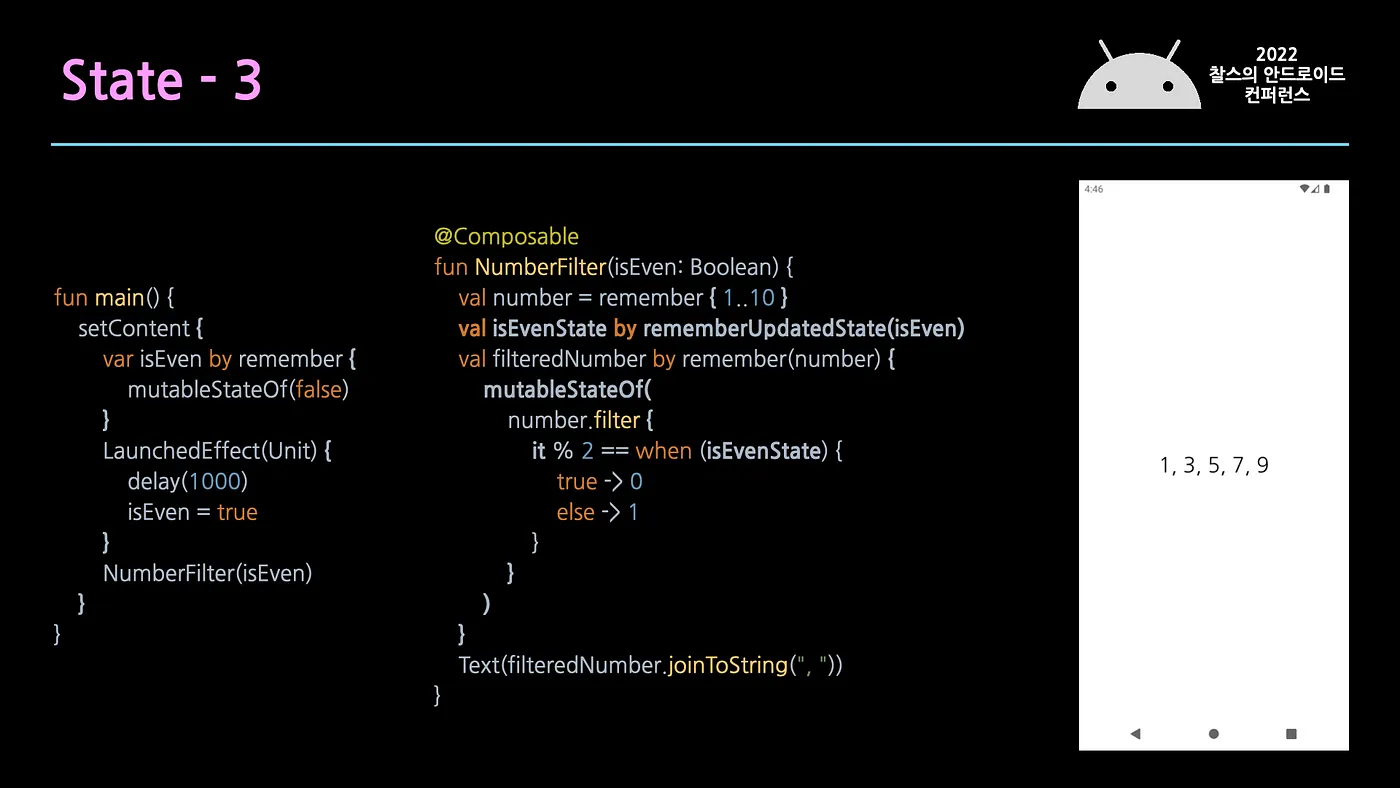 State - 3
2022
찰스의 안드로이드
컨퍼런스
fun main() {
setContent {
var isEven by remember {
mutableStateOf(false)
}
LaunchedEffect(Unit) {
delay(1000)
isEven = true
}
NumberFilter(isEven)
}
}
@Composable
fun NumberFilter(isEven: Boolean) {
val number = remember { 1..10 }
val isEvenState by rememberUpdatedState(isEven)
val filteredNumber by remember(number) {
mutableStateOf(
number.filter {
it % 2 == when (isEvenState) {
true -> 0
else -> 1
}
}
)
}
Text(filteredNumber.joinToString(", "))
}
4:46
1, 3, 5, 7, 9